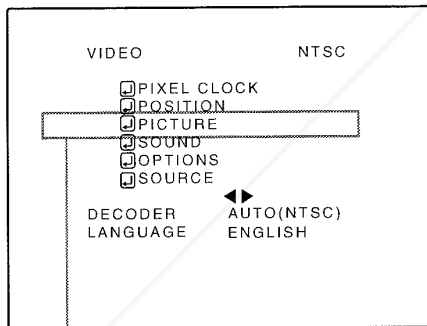 VIDEO NTSC
PIXEL CLOCK
POSITION
PICTURE
SOUND
OPTIONS
SOURCE
DECODER AUTO(NTSC)
LANGUAGE ENGLISH